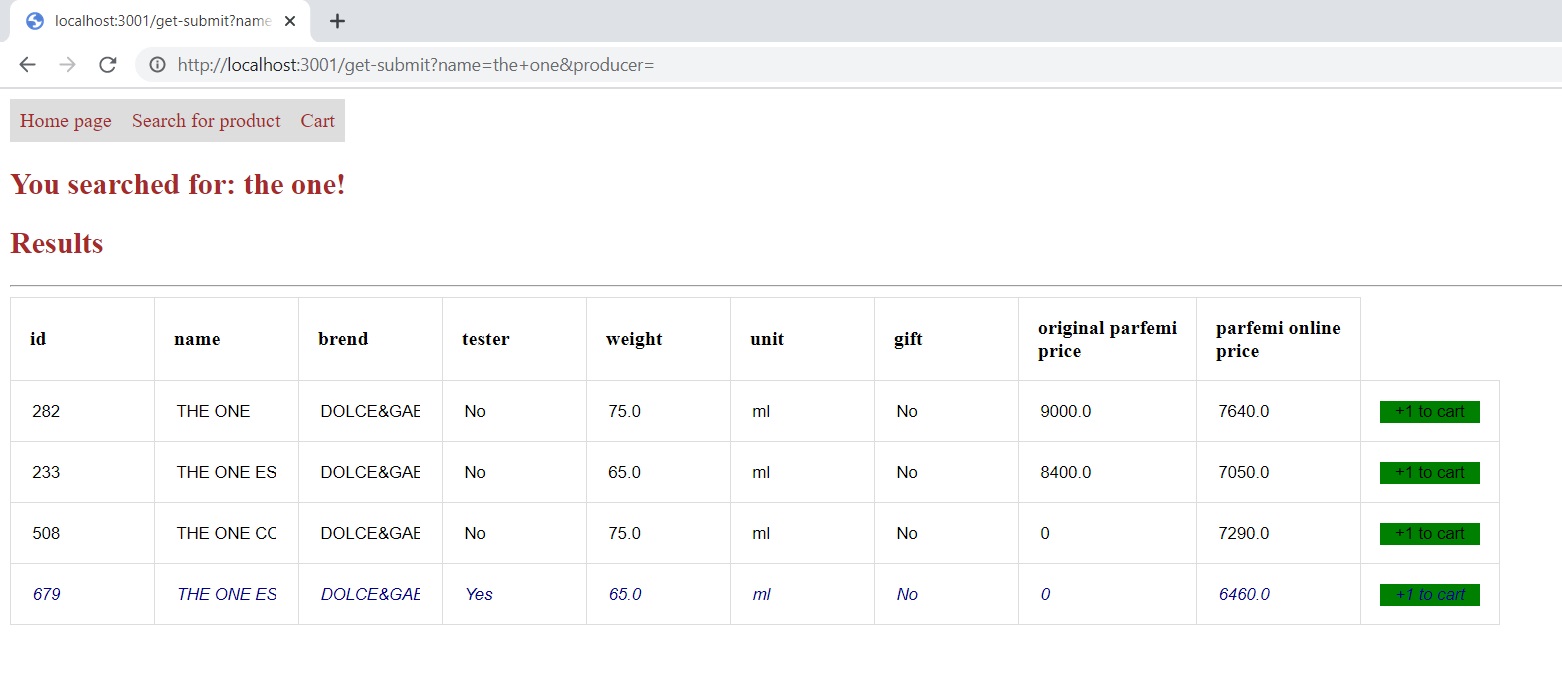 localhost:3001/get-submit?name
http://localhost:3001/get-submit?name=the+one&producer=
Home page Search for product Cart
You searched for: the one!
Results
id name brend tester weight unit gift original parfemi price parfemi online price
282 THE ONE DOLCE&GAE No 75.0 ml No 9000.0 7640.0 +1 to cart
233 THE ONE ES DOLCE&GAE No 65.0 ml No 8400.0 7050.0 +1 to cart
508 THE ONE CC DOLCE&GAE No 75.0 ml No 0 7290.0 +1 to cart
679 THE ONE ES DOLCE&GAE Yes 65.0 ml No 0 6460.0 +1 to cart